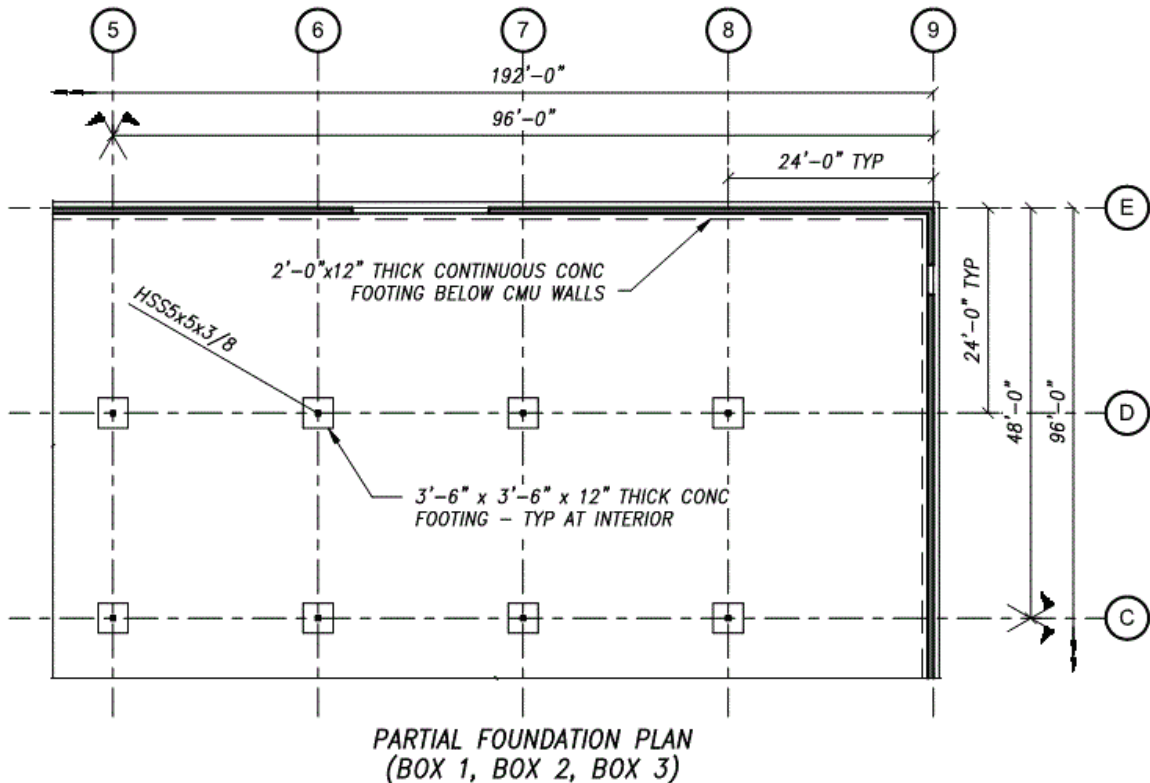 5
6
7
8
9
192'-0"
96'-0"
24'-0" TYP
E
2'-0"x12" THICK CONTINUOUS CONC
FOOTING BELOW CMU WALLS
24'-0" TYP
HSS5x5x3/8
48'-0"
96'-0"
D
3'-6" x 3'-6" x 12" THICK CONC
FOOTING - TYP AT INTERIOR
C
PARTIAL FOUNDATION PLAN
(BOX 1, BOX 2, BOX 3)